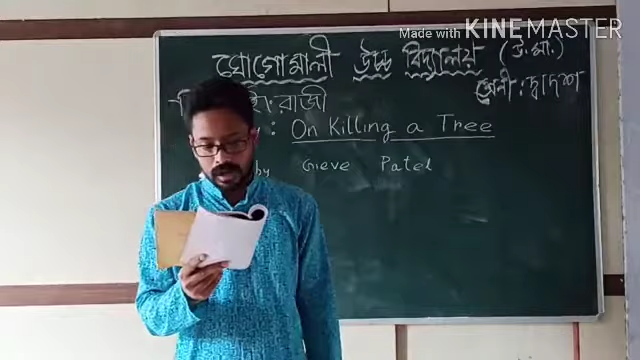 Made with KINEMASTER
ঘোগোমালী উচ্চ বিদ্যালয় (উ.মা.)
শ্রেনী : দ্বাদশ
On Killing a Tree
by Gieve Patel